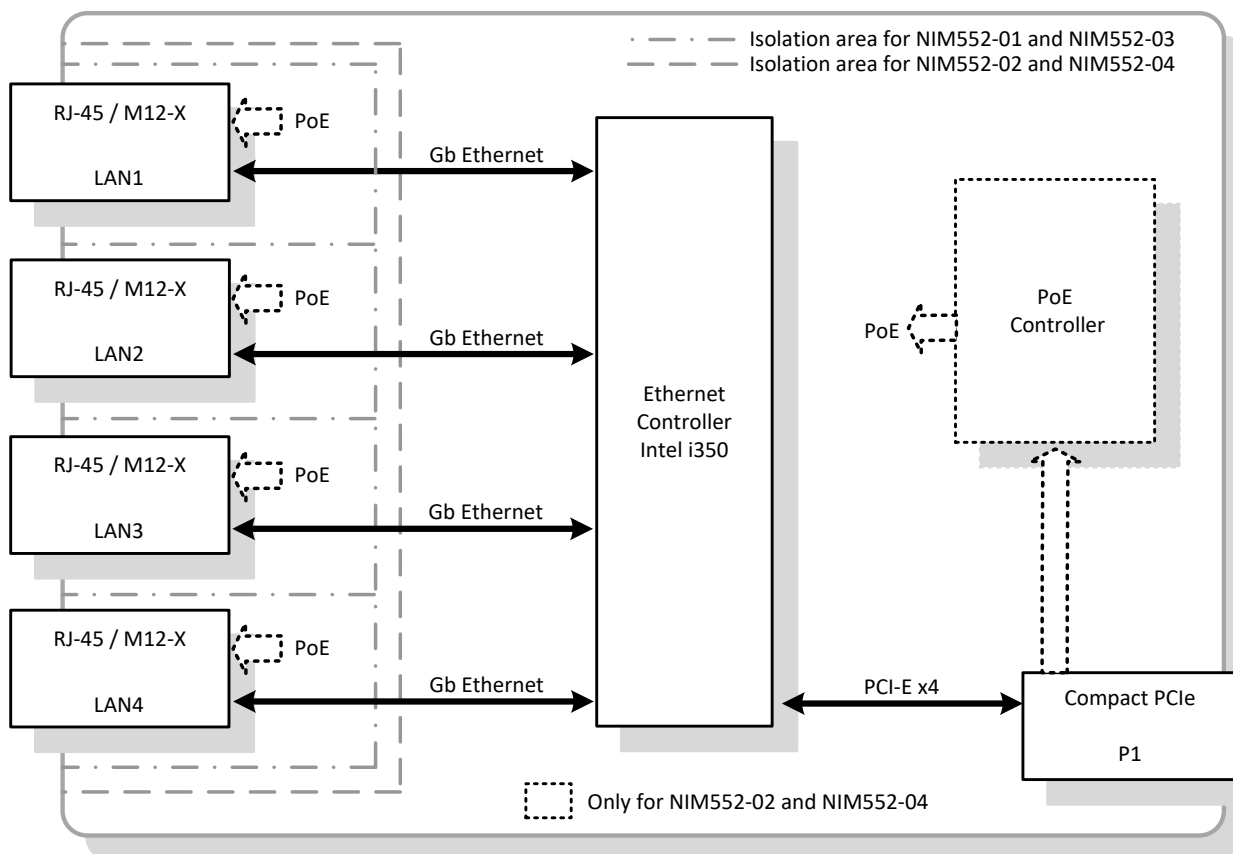 Isolation area for NIM552-01 and NIM552-03
Isolation area for NIM552-02 and NIM552-04
RJ-45 / M12-X
LAN1
PoE
Gb Ethernet
RJ-45 / M12-X
LAN2
PoE
Gb Ethernet
RJ-45 / M12-X
LAN3
PoE
Gb Ethernet
RJ-45 / M12-X
LAN4
PoE
Gb Ethernet
Ethernet
Controller
Intel i350
PoE
PoE
Controller
PCI-E x4
Compact PCIe
P1
Only for NIM552-02 and NIM552-04